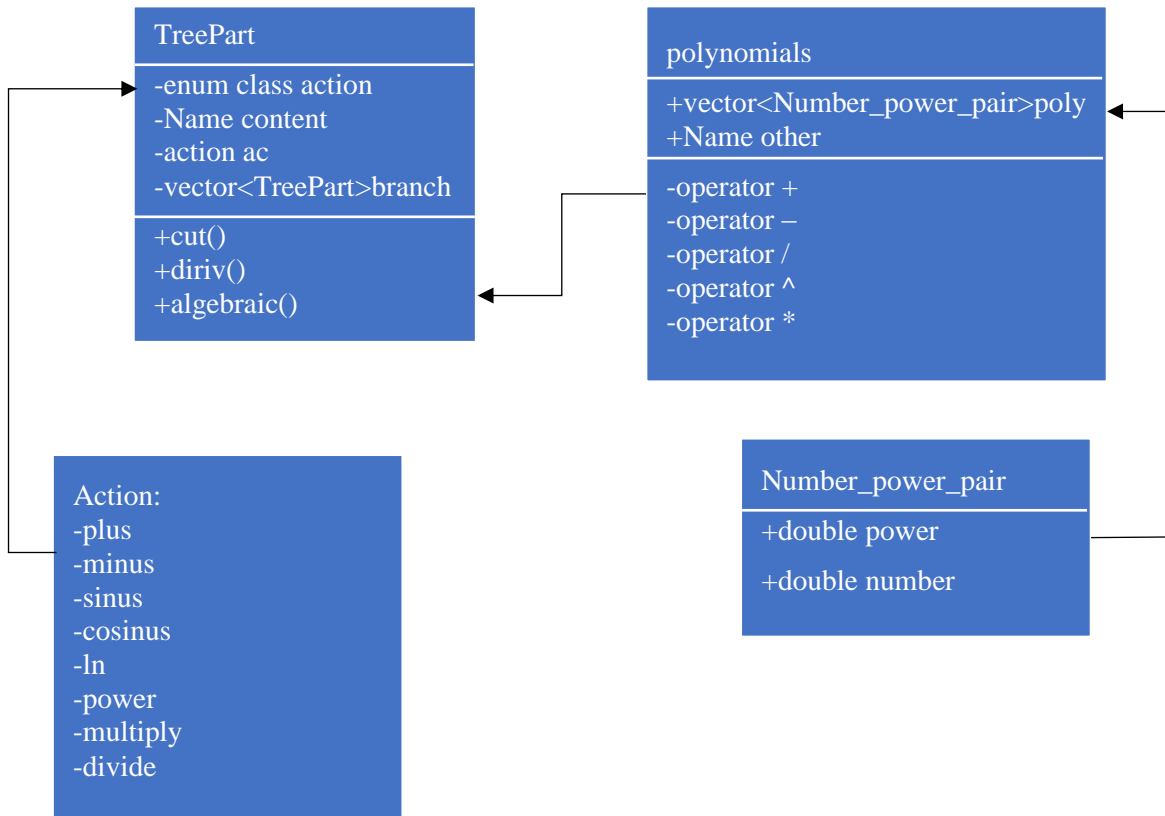 TreePart
-enum class action
-Name content
-action ac
-vector<TreePart>branch
+cut()
+diriv()
+algebraic()
polynomials
+vector<Number_power_pair>poly
+Name other
-operator +
-operator –
-operator /
-operator ^
-operator *
Action:
-plus
-minus
-sinus
-cosinus
-ln
-power
-multiply
-divide
Number_power_pair
+double power
+double number